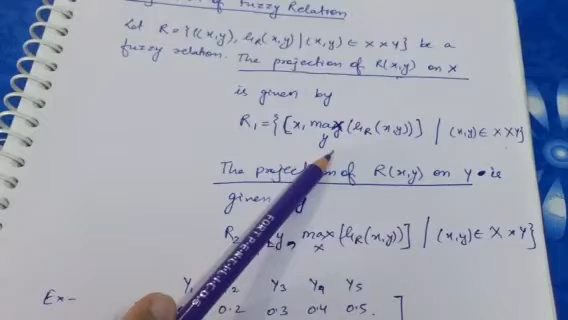 of Fuzzy Relation
Let R = {((x,y), μR(x,y) | (x,y) ∈ X × Y} be a
fuzzy relation. The projection of R(x,y) on X
is given by
R1 = {[x, max y (μR(x,y))] / (x,y) ∈ X × Y}
The of R(x,y) on Y is
given by
R2 y, max x {μR(x,y)] / (x,y) ∈ X × Y}
Ex-
Y1 2 Y3 Y4 Y5
0.2 0.3 0.4 0.5.